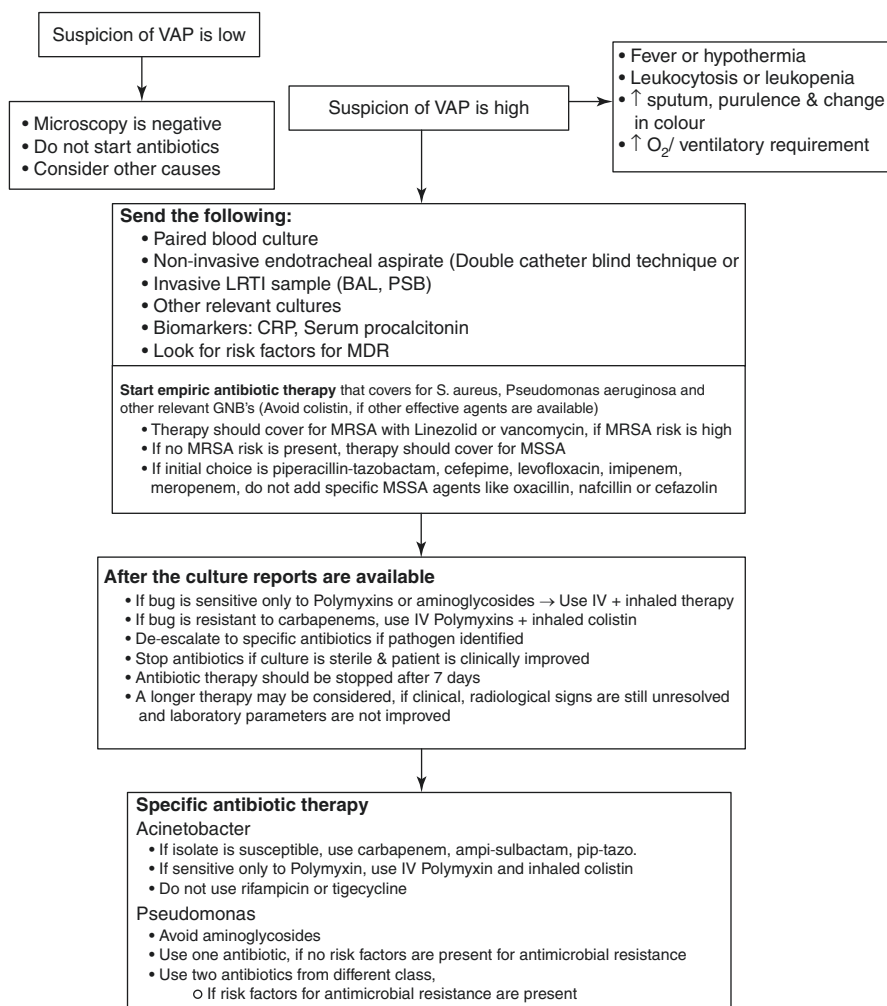 Suspicion of VAP is low
• Microscopy is negative
• Do not start antibiotics
• Consider other causes
Suspicion of VAP is high
• Fever or hypothermia
• Leukocytosis or leukopenia
• ↑ sputum, purulence & change
in colour
• ↑ O₂/ ventilatory requirement
Send the following:
• Paired blood culture
• Non-invasive endotracheal aspirate (Double catheter blind technique or
• Invasive LRTI sample (BAL, PSB)
• Other relevant cultures
• Biomarkers: CRP, Serum procalcitonin
• Look for risk factors for MDR
Start empiric antibiotic therapy that covers for S. aureus, Pseudomonas aeruginosa and
other relevant GNB's (Avoid colistin, if other effective agents are available)
• Therapy should cover for MRSA with Linezolid or vancomycin, if MRSA risk is high
• If no MRSA risk is present, therapy should cover for MSSA
• If initial choice is piperacillin-tazobactam, cefepime, levofloxacin, imipenem,
meropenem, do not add specific MSSA agents like oxacillin, nafcillin or cefazolin
After the culture reports are available
• If bug is sensitive only to Polymyxins or aminoglycosides → Use IV + inhaled therapy
• If bug is resistant to carbapenems, use IV Polymyxins + inhaled colistin
• De-escalate to specific antibiotics if pathogen identified
• Stop antibiotics if culture is sterile & patient is clinically improved
• Antibiotic therapy should be stopped after 7 days
• A longer therapy may be considered, if clinical, radiological signs are still unresolved
and laboratory parameters are not improved
Specific antibiotic therapy
Acinetobacter
• If isolate is susceptible, use carbapenem, ampi-sulbactam, pip-tazo.
• If sensitive only to Polymyxin, use IV Polymyxin and inhaled colistin
• Do not use rifampicin or tigecycline
Pseudomonas
• Avoid aminoglycosides
• Use one antibiotic, if no risk factors are present for antimicrobial resistance
• Use two antibiotics from different class,
○ If risk factors for antimicrobial resistance are present